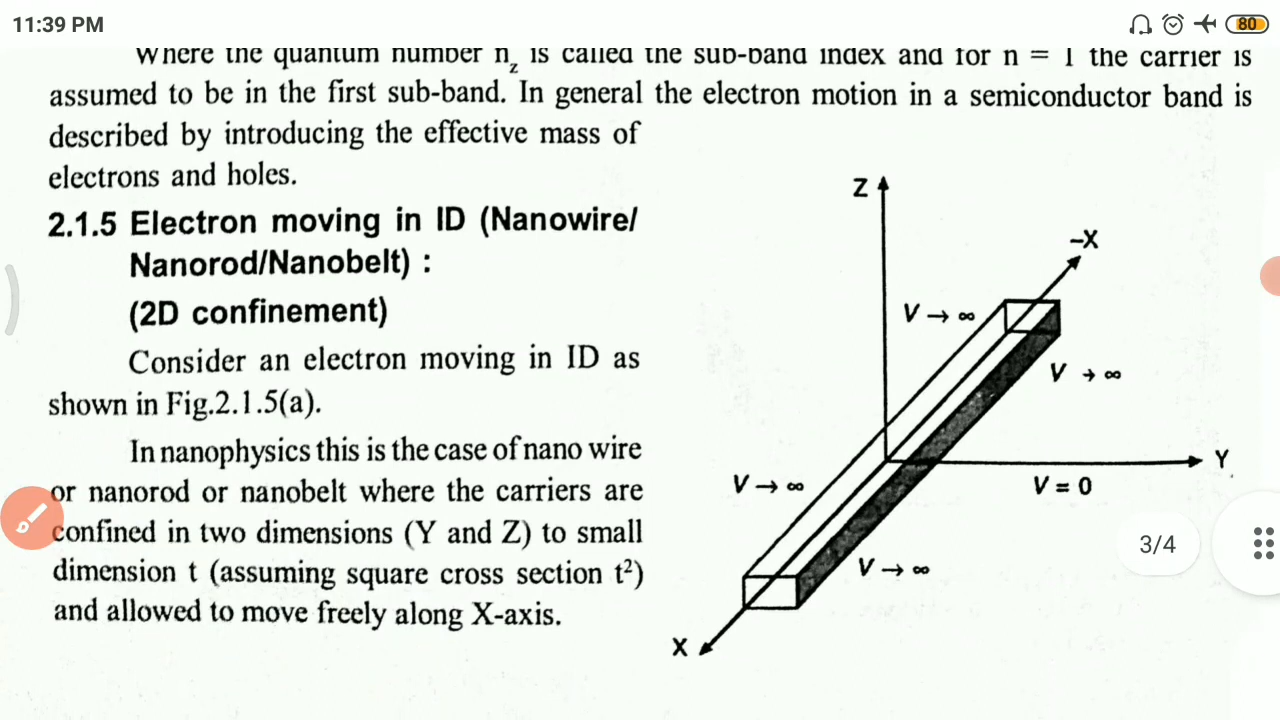 11:39 PM
80
Where the quantum number n_z is called the sub-band index and for n = 1 the carrier is
assumed to be in the first sub-band. In general the electron motion in a semiconductor band is
described by introducing the effective mass of
electrons and holes.
2.1.5 Electron moving in ID (Nanowire/
Nanorod/Nanobelt) :
(2D confinement)
Consider an electron moving in ID as
shown in Fig.2.1.5(a).
In nanophysics this is the case of nano wire
or nanorod or nanobelt where the carriers are
confined in two dimensions (Y and Z) to small
dimension t (assuming square cross section t²)
and allowed to move freely along X-axis.
Z
–X
V → ∞
V → ∞
Y
V → ∞
V = 0
V → ∞
X
3/4